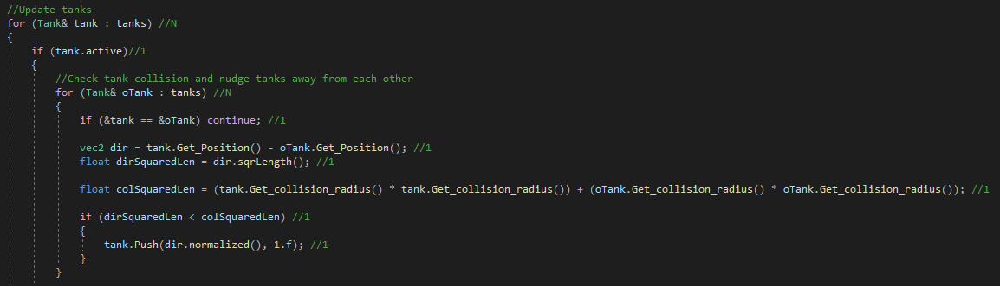 //Update tanks
for (Tank& tank : tanks) //N
{
if (tank.active)//1
{
//Check tank collision and nudge tanks away from each other
for (Tank& oTank : tanks) //N
{
if (&tank == &oTank) continue; //1
vec2 dir = tank.Get_Position() - oTank.Get_Position(); //1
float dirSquaredLen = dir.sqrLength(); //1
float colSquaredLen = (tank.Get_collision_radius() * tank.Get_collision_radius()) + (oTank.Get_collision_radius() * oTank.Get_collision_radius()); //1
if (dirSquaredLen < colSquaredLen) //1
{
tank.Push(dir.normalized(), 1.f); //1
}
}